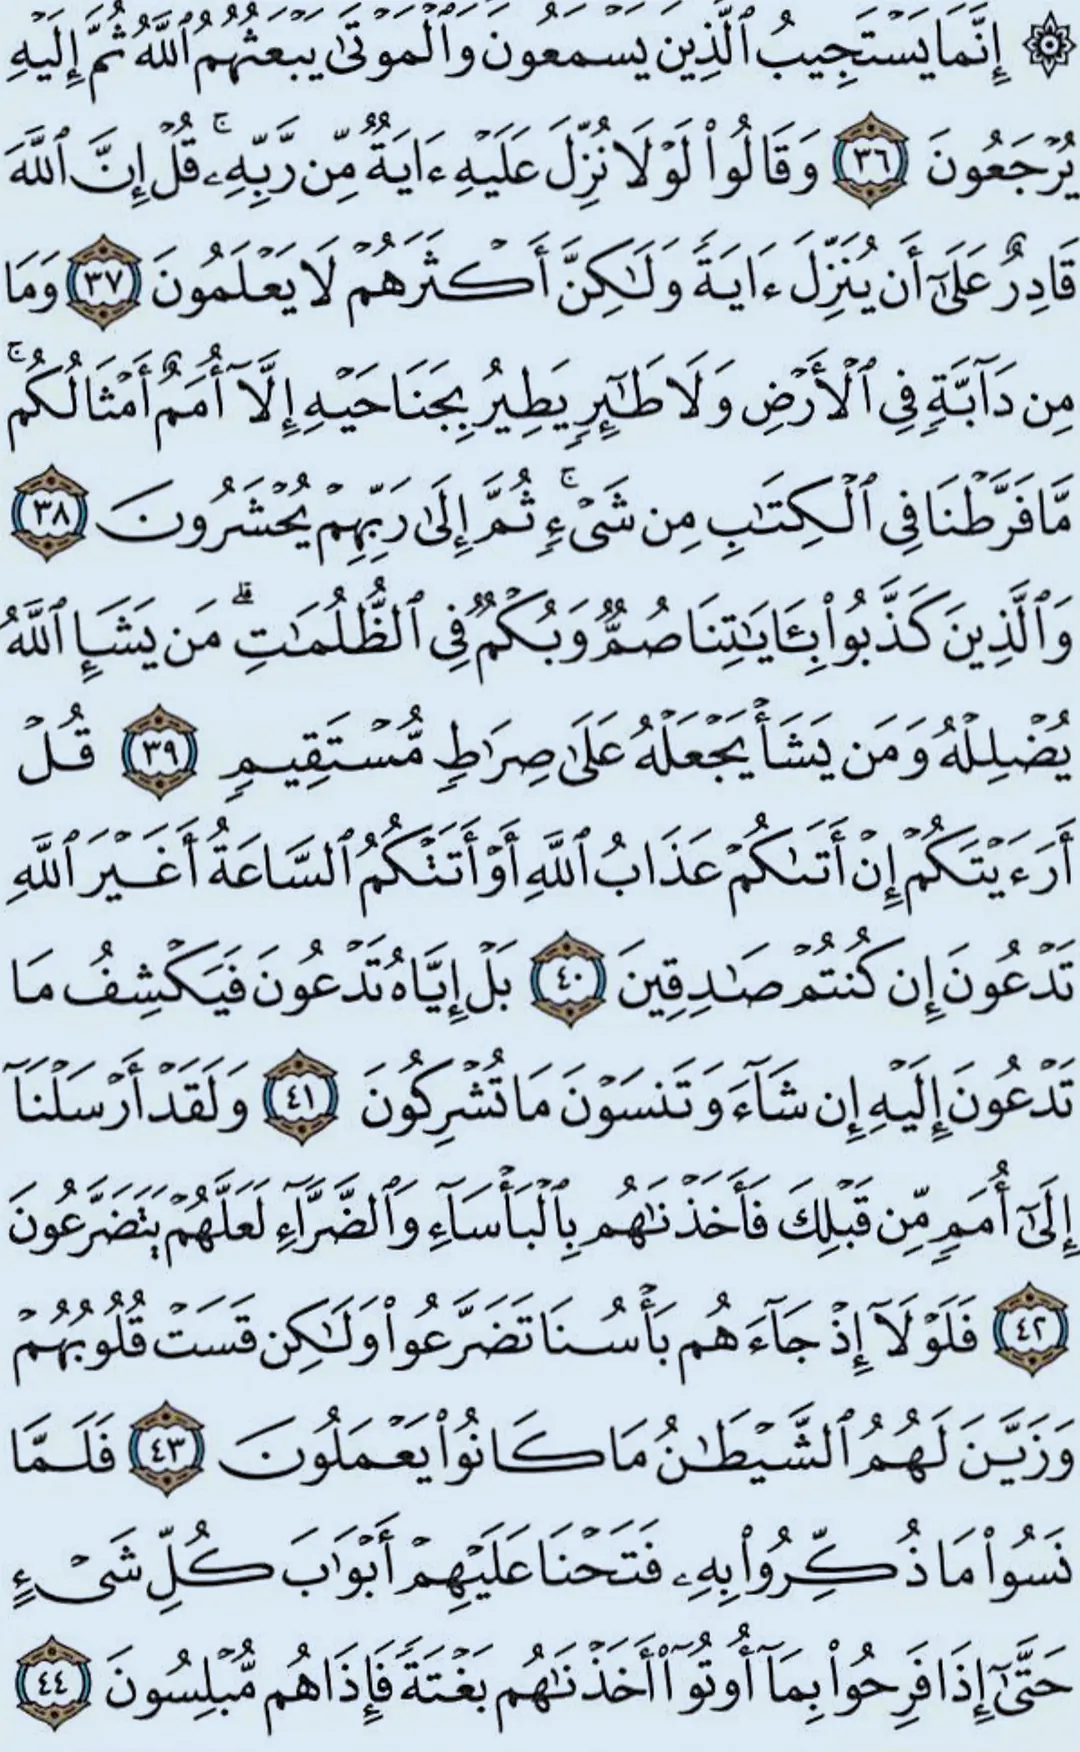 ۞ إِنَّمَا يَسْتَجِيبُ ٱلَّذِينَ يَسْمَعُونَ وَٱلْمَوْتَىٰ يَبْعَثُهُمُ ٱللَّهُ ثُمَّ إِلَيْهِ
يُرْجَعُونَ ٣٦ وَقَالُوا۟ لَوْلَا نُزِّلَ عَلَيْهِ ءَايَةٌ مِّن رَّبِّهِۦ ۚ قُلْ إِنَّ ٱللَّهَ
قَادِرٌ عَلَىٰٓ أَن يُنَزِّلَ ءَايَةً وَلَـٰكِنَّ أَكْثَرَهُمْ لَا يَعْلَمُونَ ٣٧ وَمَا
مِن دَآبَّةٍ فِى ٱلْأَرْضِ وَلَا طَـٰٓئِرٍ يَطِيرُ بِجَنَاحَيْهِ إِلَّآ أُمَمٌ أَمْثَالُكُم ۚ
مَّا فَرَّطْنَا فِى ٱلْكِتَـٰبِ مِن شَىْءٍ ۚ ثُمَّ إِلَىٰ رَبِّهِمْ يُحْشَرُونَ ٣٨
وَٱلَّذِينَ كَذَّبُوا۟ بِـَٔايَـٰتِنَا صُمٌّ وَبُكْمٌ فِى ٱلظُّلُمَـٰتِ ۗ مَن يَشَإِ ٱللَّهُ
يُضْلِلْهُ وَمَن يَشَأْ يَجْعَلْهُ عَلَىٰ صِرَٰطٍ مُّسْتَقِيمٍ ٣٩ قُلْ
أَرَءَيْتَكُمْ إِنْ أَتَىٰكُمْ عَذَابُ ٱللَّهِ أَوْ أَتَتْكُمُ ٱلسَّاعَةُ أَغَيْرَ ٱللَّهِ
تَدْعُونَ إِن كُنتُمْ صَـٰدِقِينَ ٤٠ بَلْ إِيَّاهُ تَدْعُونَ فَيَكْشِفُ مَا
تَدْعُونَ إِلَيْهِ إِن شَآءَ وَتَنسَوْنَ مَا تُشْرِكُونَ ٤١ وَلَقَدْ أَرْسَلْنَآ
إِلَىٰٓ أُمَمٍ مِّن قَبْلِكَ فَأَخَذْنَـٰهُم بِٱلْبَأْسَآءِ وَٱلضَّرَّآءِ لَعَلَّهُمْ يَتَضَرَّعُونَ
٤٢ فَلَوْلَآ إِذْ جَآءَهُم بَأْسُنَا تَضَرَّعُوا۟ وَلَـٰكِن قَسَتْ قُلُوبُهُمْ
وَزَيَّنَ لَهُمُ ٱلشَّيْطَـٰنُ مَا كَانُوا۟ يَعْمَلُونَ ٤٣ فَلَمَّا
نَسُوا۟ مَا ذُكِّرُوا۟ بِهِۦ فَتَحْنَا عَلَيْهِمْ أَبْوَٰبَ كُلِّ شَىْءٍ
حَتَّىٰٓ إِذَا فَرِحُوا۟ بِمَآ أُوتُوٓا۟ أَخَذْنَـٰهُم بَغْتَةً فَإِذَا هُم مُّبْلِسُونَ ٤٤